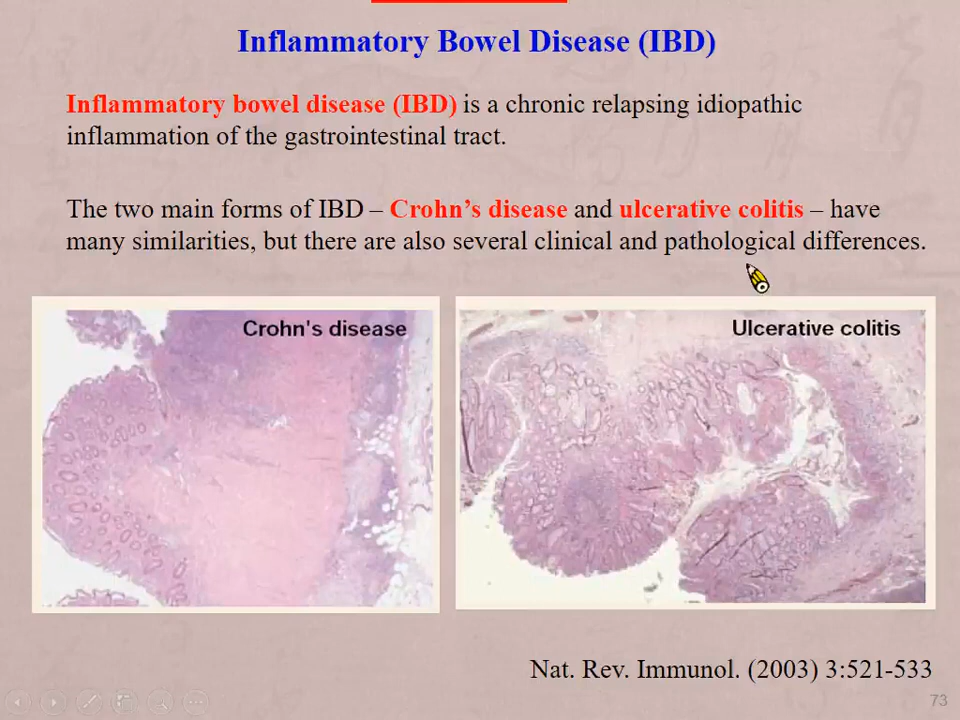 Inflammatory Bowel Disease (IBD)
Inflammatory bowel disease (IBD) is a chronic relapsing idiopathic
inflammation of the gastrointestinal tract.
The two main forms of IBD – Crohn’s disease and ulcerative colitis – have
many similarities, but there are also several clinical and pathological differences.
Crohn's disease
Ulcerative colitis
Nat. Rev. Immunol. (2003) 3:521-533
73